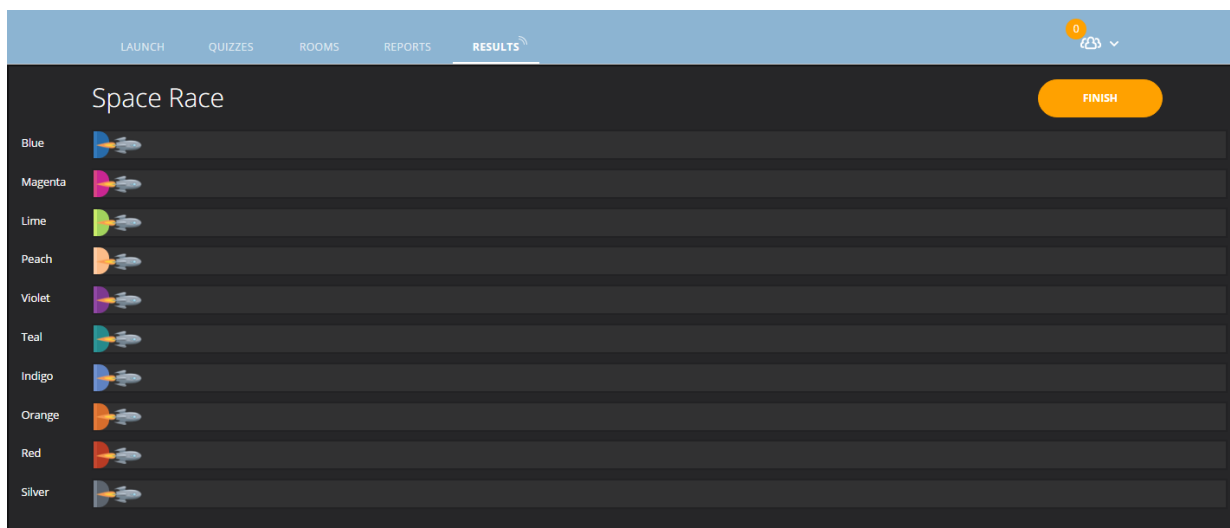 0
LAUNCH QUIZZES ROOMS REPORTS RESULTS
Space Race FINISH
Blue
Magenta
Lime
Peach
Violet
Teal
Indigo
Orange
Red
Silver